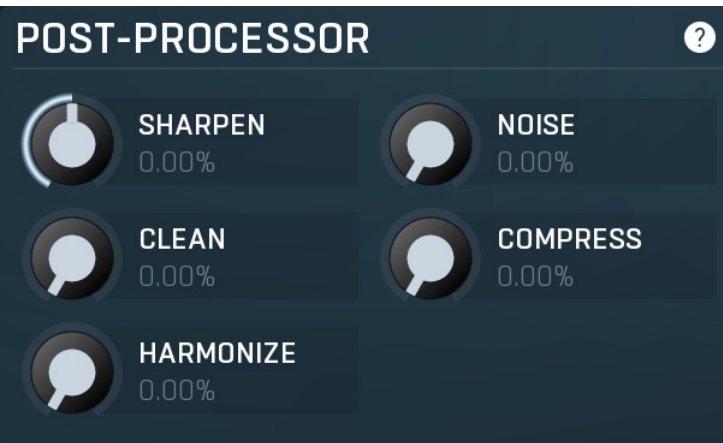 POST-PROCESSOR
?
SHARPEN
0.00%
NOISE
0.00%
CLEAN
0.00%
COMPRESS
0.00%
HARMONIZE
0.00%